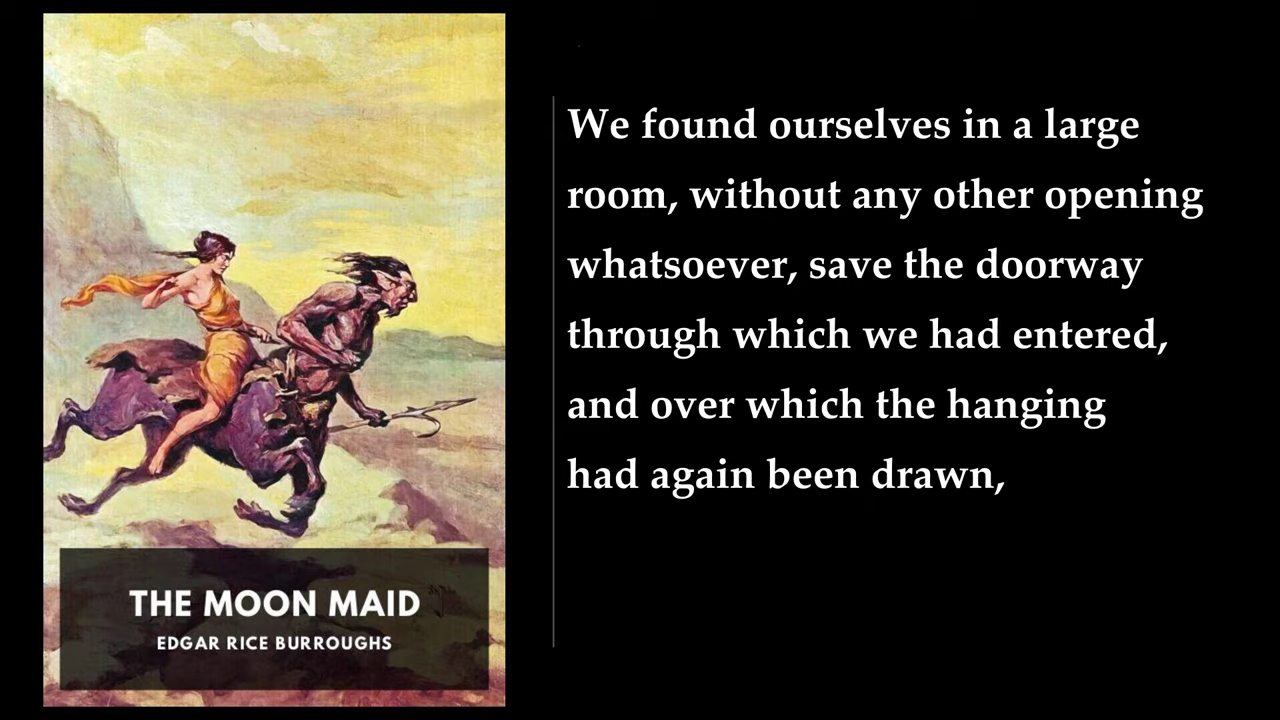 We found ourselves in a large
room, without any other opening
whatsoever, save the doorway
through which we had entered,
and over which the hanging
had again been drawn,
THE MOON MAID
EDGAR RICE BURROUGHS